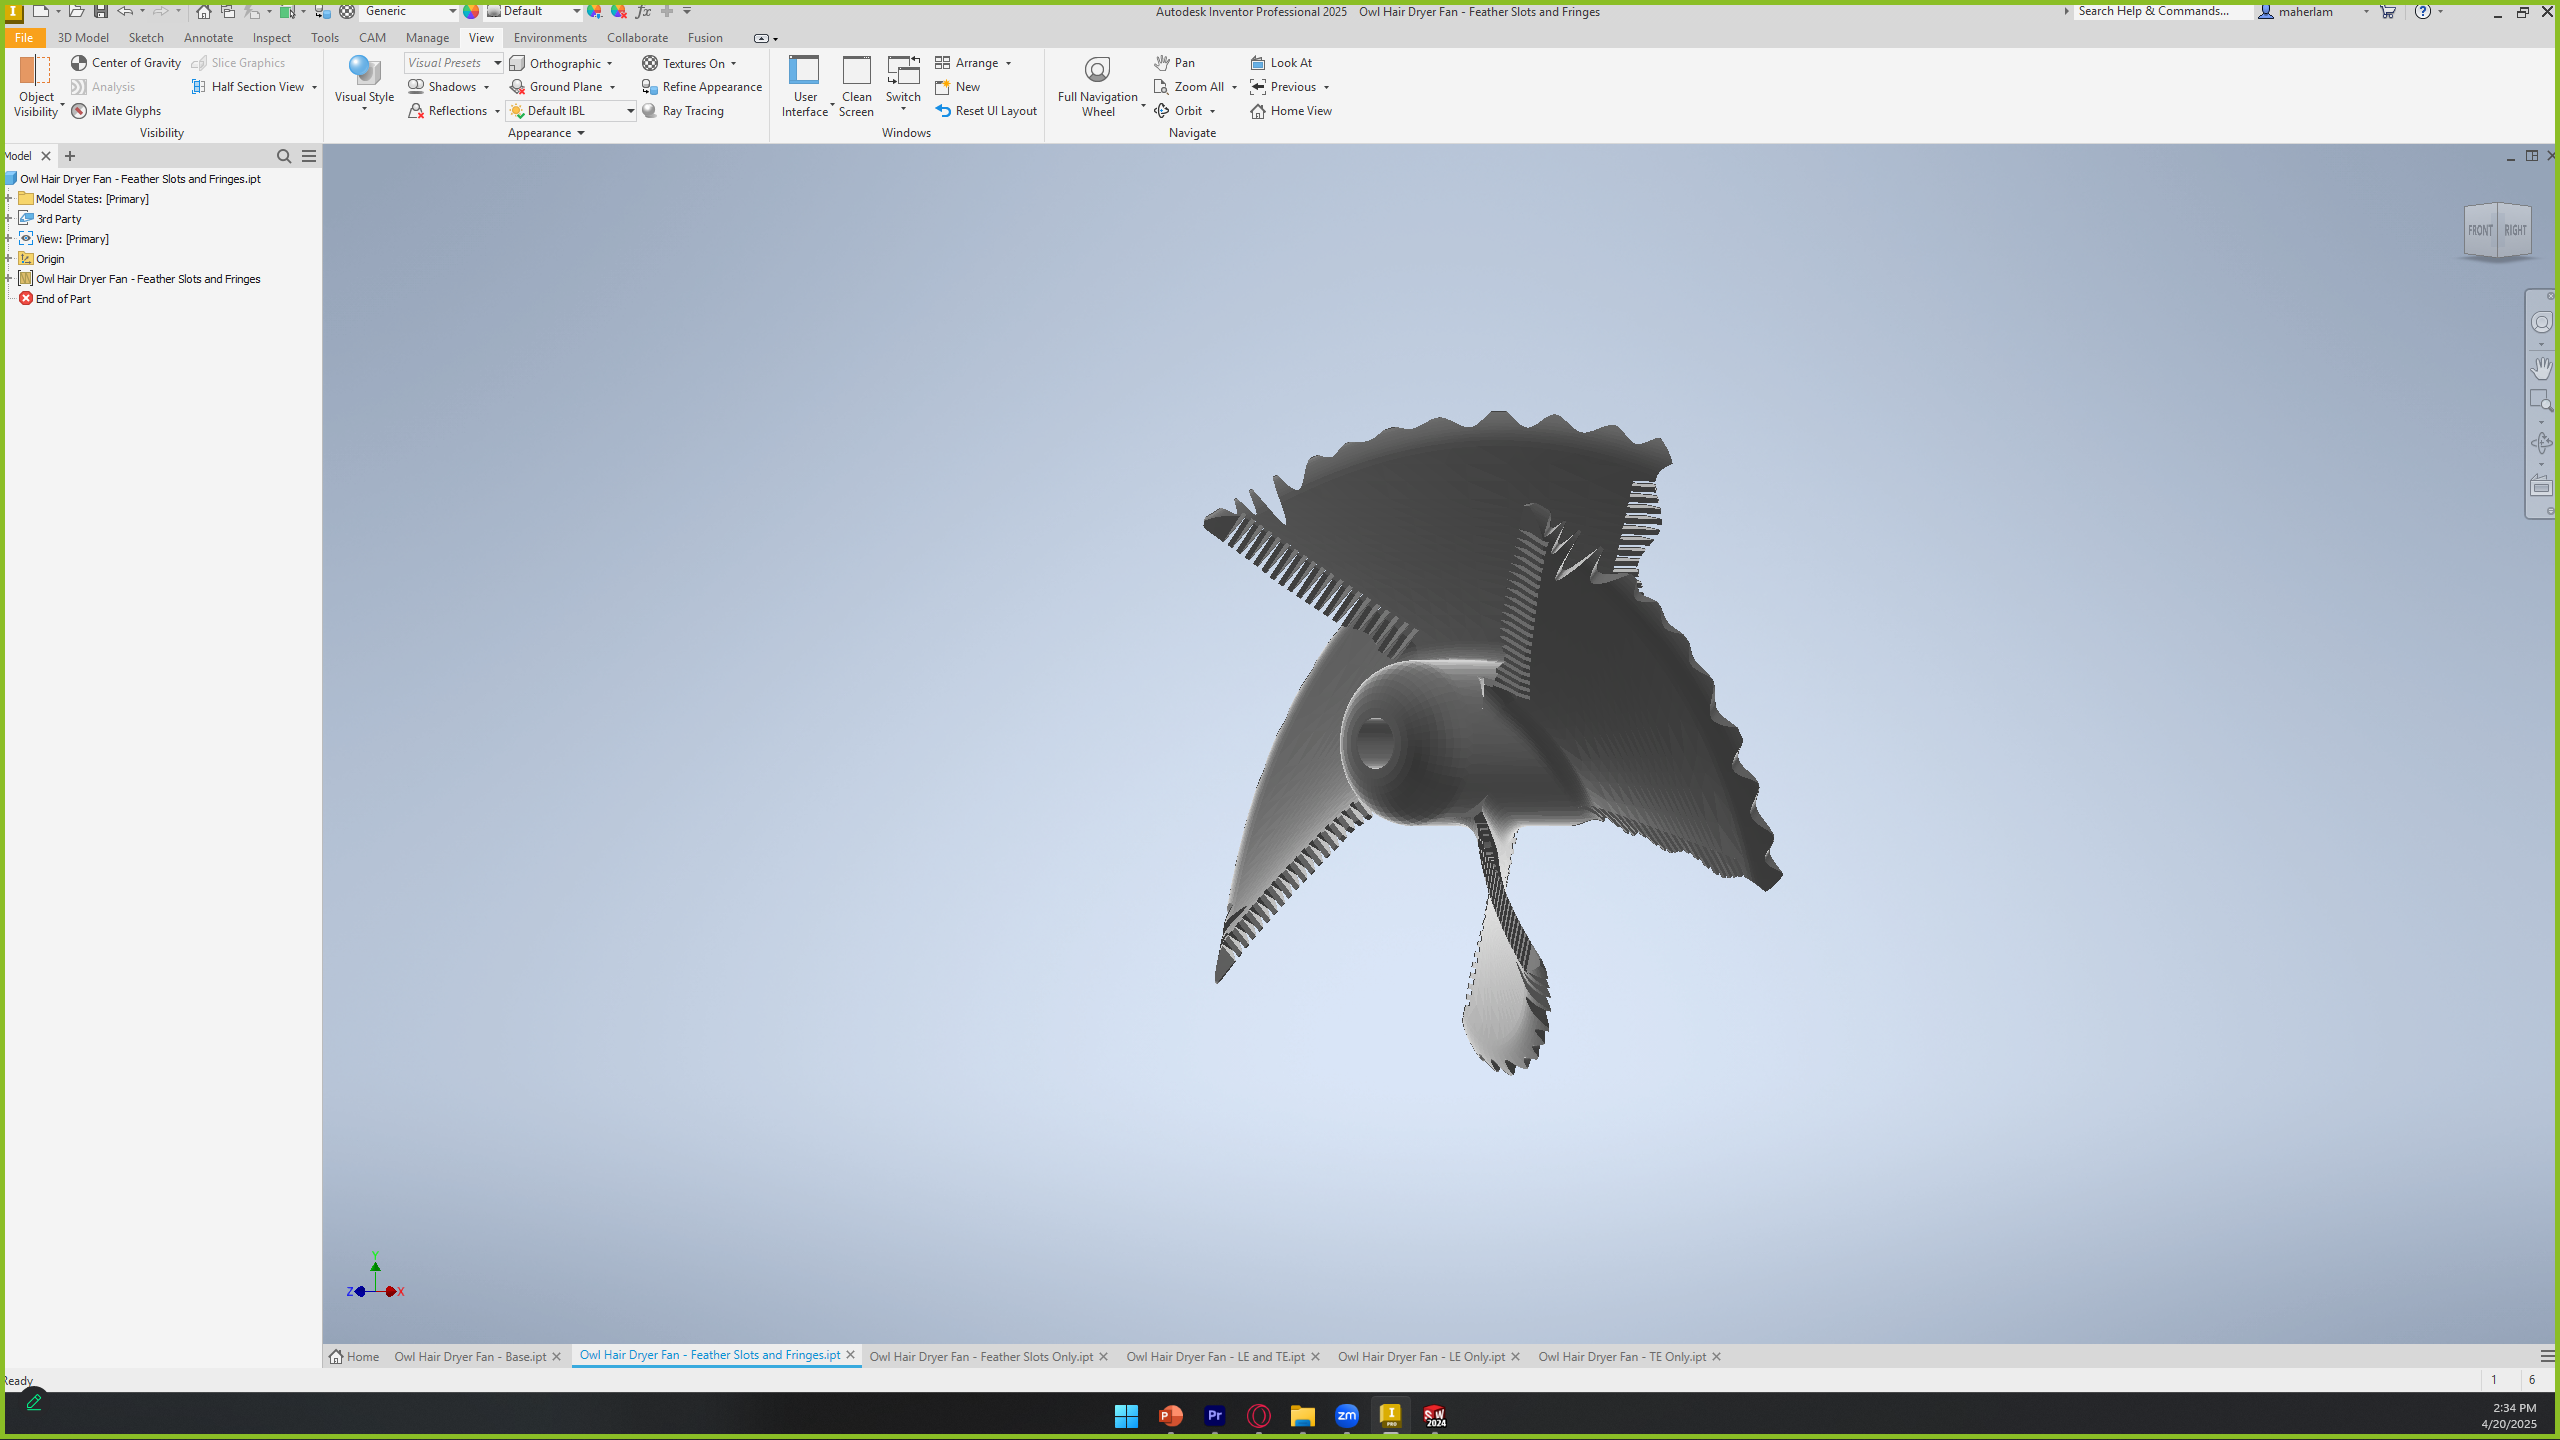 Generic Default Autodesk Inventor Professional 2025 Owl Hair Dryer Fan - Feather Slots and Fringes Search Help & Commands... maherlam
File 3D Model Sketch Annotate Inspect Tools CAM Manage View Environments Collaborate Fusion
Object Visibility
Center of Gravity
Analysis
iMate Glyphs
Slice Graphics
Half Section View
Visibility
Visual Style
Visual Presets
Shadows
Reflections
Orthographic
Ground Plane
Default IBL
Textures On
Refine Appearance
Ray Tracing
Appearance
User Interface
Clean Screen
Switch
Arrange
New
Reset UI Layout
Windows
Full Navigation Wheel
Pan
Zoom All
Orbit
Look At
Previous
Home View
Navigate
Model
Owl Hair Dryer Fan - Feather Slots and Fringes.ipt
Model States: [Primary]
3rd Party
View: [Primary]
Origin
Owl Hair Dryer Fan - Feather Slots and Fringes
End of Part
FRONT RIGHT
Y
Z X
Home Owl Hair Dryer Fan - Base.ipt Owl Hair Dryer Fan - Feather Slots and Fringes.ipt Owl Hair Dryer Fan - Feather Slots Only.ipt Owl Hair Dryer Fan - LE and TE.ipt Owl Hair Dryer Fan - LE Only.ipt Owl Hair Dryer Fan - TE Only.ipt
Ready 1 6
P Pr zm I PRO SW 2024
2:34 PM
4/20/2025